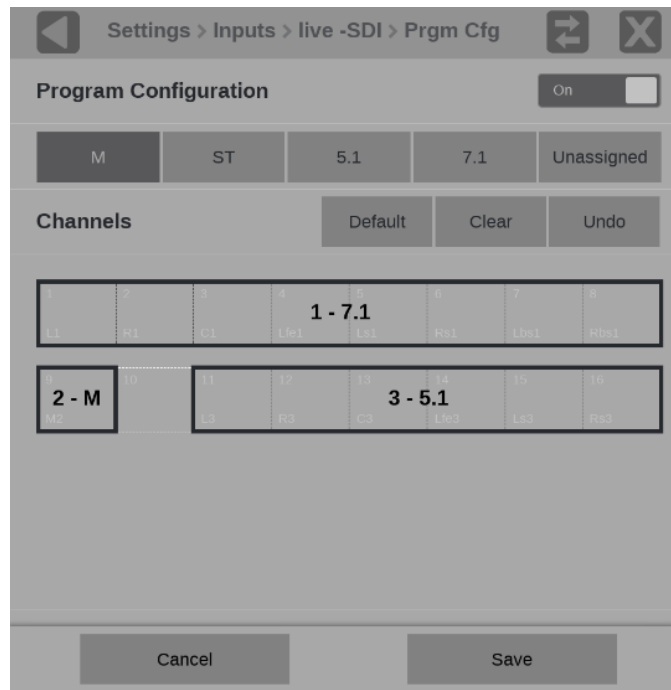 Settings > Inputs > live -SDI > Prgm Cfg
Program Configuration On
M ST 5.1 7.1 Unassigned
Channels Default Clear Undo
1 2 3 4 5 6 7 8
1 - 7.1
L1 R1 C1 Lfe1 Ls1 Rs1 Lbs1 Rbs1
9 10 11 12 13 14 15 16
2 - M 3 - 5.1
M2 L3 R3 C3 Lfe3 Ls3 Rs3
Cancel Save